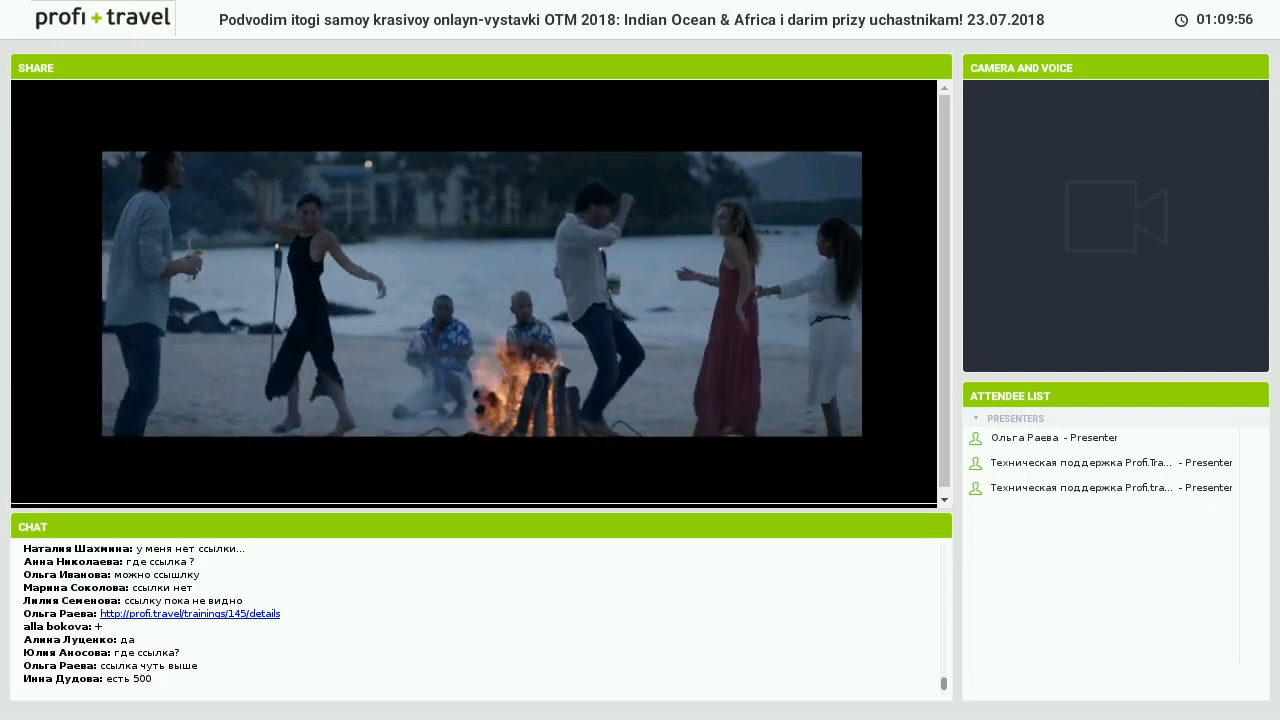 profi + travel
Podvodim itogi samoy krasivoy onlayn-vystavki OTM 2018: Indian Ocean & Africa i darim prizy uchastnikam! 23.07.2018
01:09:56
SHARE
CAMERA AND VOICE
ATTENDEE LIST
PRESENTERS
Ольга Раева - Presenter
Техническая поддержка Profi.Tra... - Presenter
Техническая поддержка Profi.tra... - Presenter
CHAT
Наталия Шахмина: у меня нет ссылки...
Анна Николаева: где ссылка ?
Ольга Иванова: можно ссышлку
Марина Соколова: ссылки нет
Лилия Семенова: ссылку пока не видно
Ольга Раева: http://profi.travel/trainings/145/details
alla bokova: +
Алина Луценко: да
Юлия Аносова: где ссылка?
Ольга Раева: ссылка чуть выше
Инна Дудова: есть 500